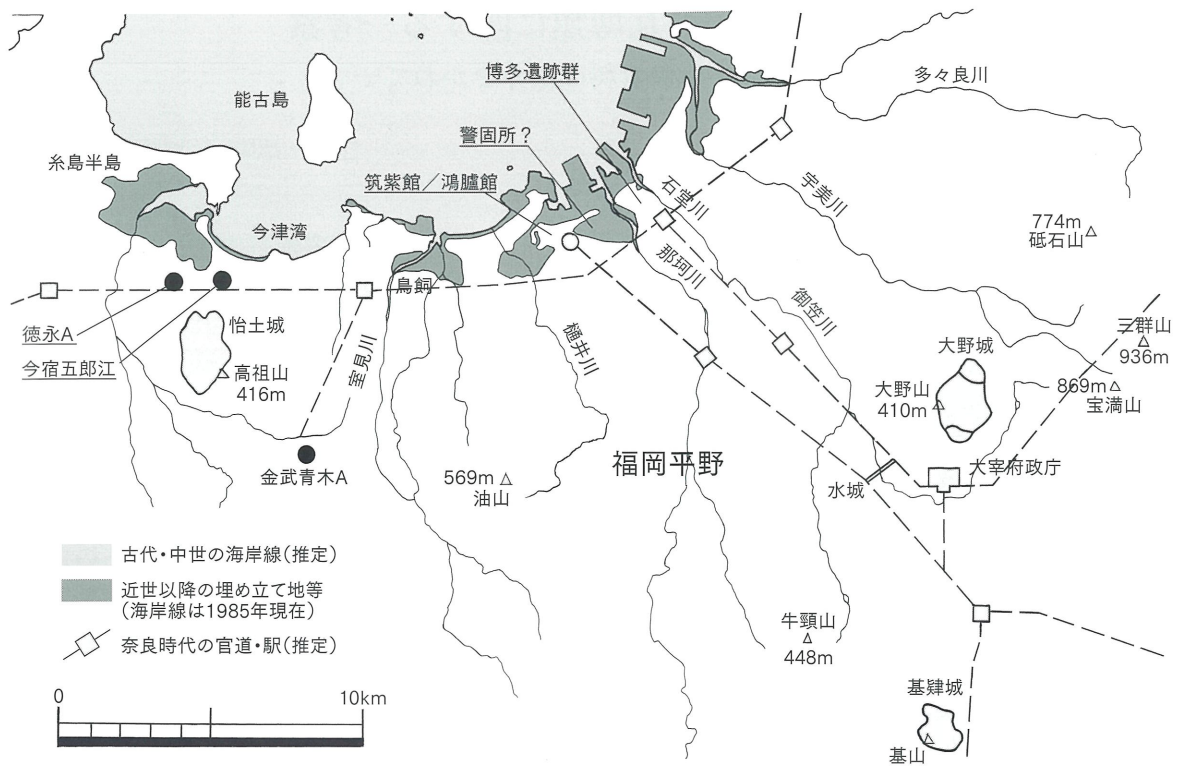 博多遺跡群
多々良川
能古島
警固所?
糸島半島
筑紫館/鴻臚館
石堂川
宇美川
今津湾
774m
砥石山
那珂川
鳥飼
御笠川
徳永A
怡土城
樋井川
三群山
936m
今宿五郎江
高祖山
416m
室見川
大野城
大野山
410m
869m
宝満山
福岡平野
金武青木A
569m
油山
水城
大宰府政庁
古代・中世の海岸線(推定)
近世以降の埋め立て地等
(海岸線は1985年現在)
奈良時代の官道・駅(推定)
牛頸山
448m
0
10km
基肄城
基山